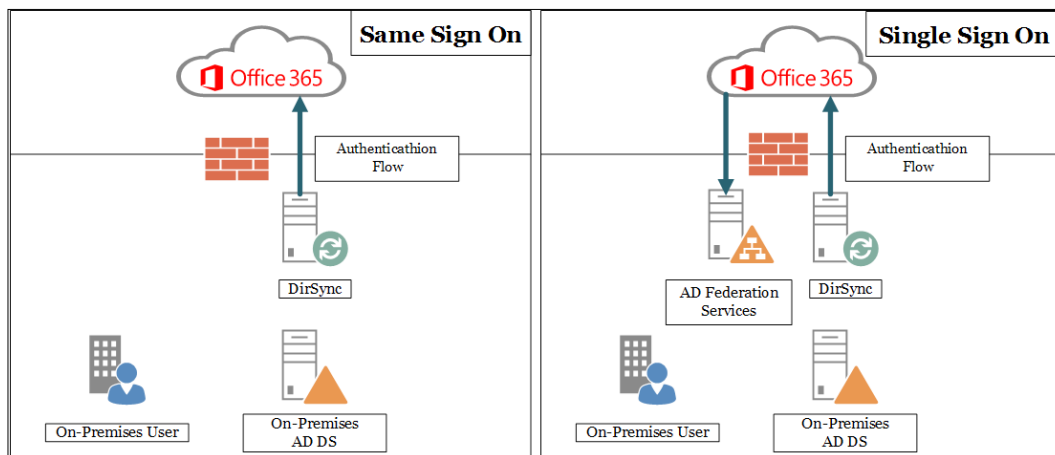 Same Sign On
Office 365
Authenticathion
Flow
DirSync
On-Premises User
On-Premises
AD DS
Single Sign On
Office 365
Authenticathion
Flow
AD Federation
Services
DirSync
On-Premises User
On-Premises
AD DS